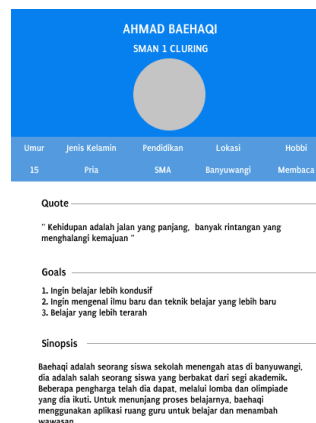 AHMAD BAEHAQI
SMAN 1 CLURING
Umur Jenis Kelamin Pendidikan Lokasi Hobbi
15 Pria SMA Banyuwangi Membaca
Quote
" Kehidupan adalah jalan yang panjang, banyak rintangan yang
menghalangi kemajuan "
Goals
1. Ingin belajar lebih kondusif
2. Ingin mengenal ilmu baru dan teknik belajar yang lebih baru
3. Belajar yang lebih terarah
Sinopsis
Baehaqi adalah seorang siswa sekolah menengah atas di banyuwangi,
dia adalah salah seorang siswa yang berbakat dari segi akademik.
Beberapa pengharga telah dia dapat, melalui lomba dan olimpiade
yang dia ikuti. Untuk menunjang proses belajarnya, baehaqi
menggunakan aplikasi ruang guru untuk belajar dan menambah
wawasan.